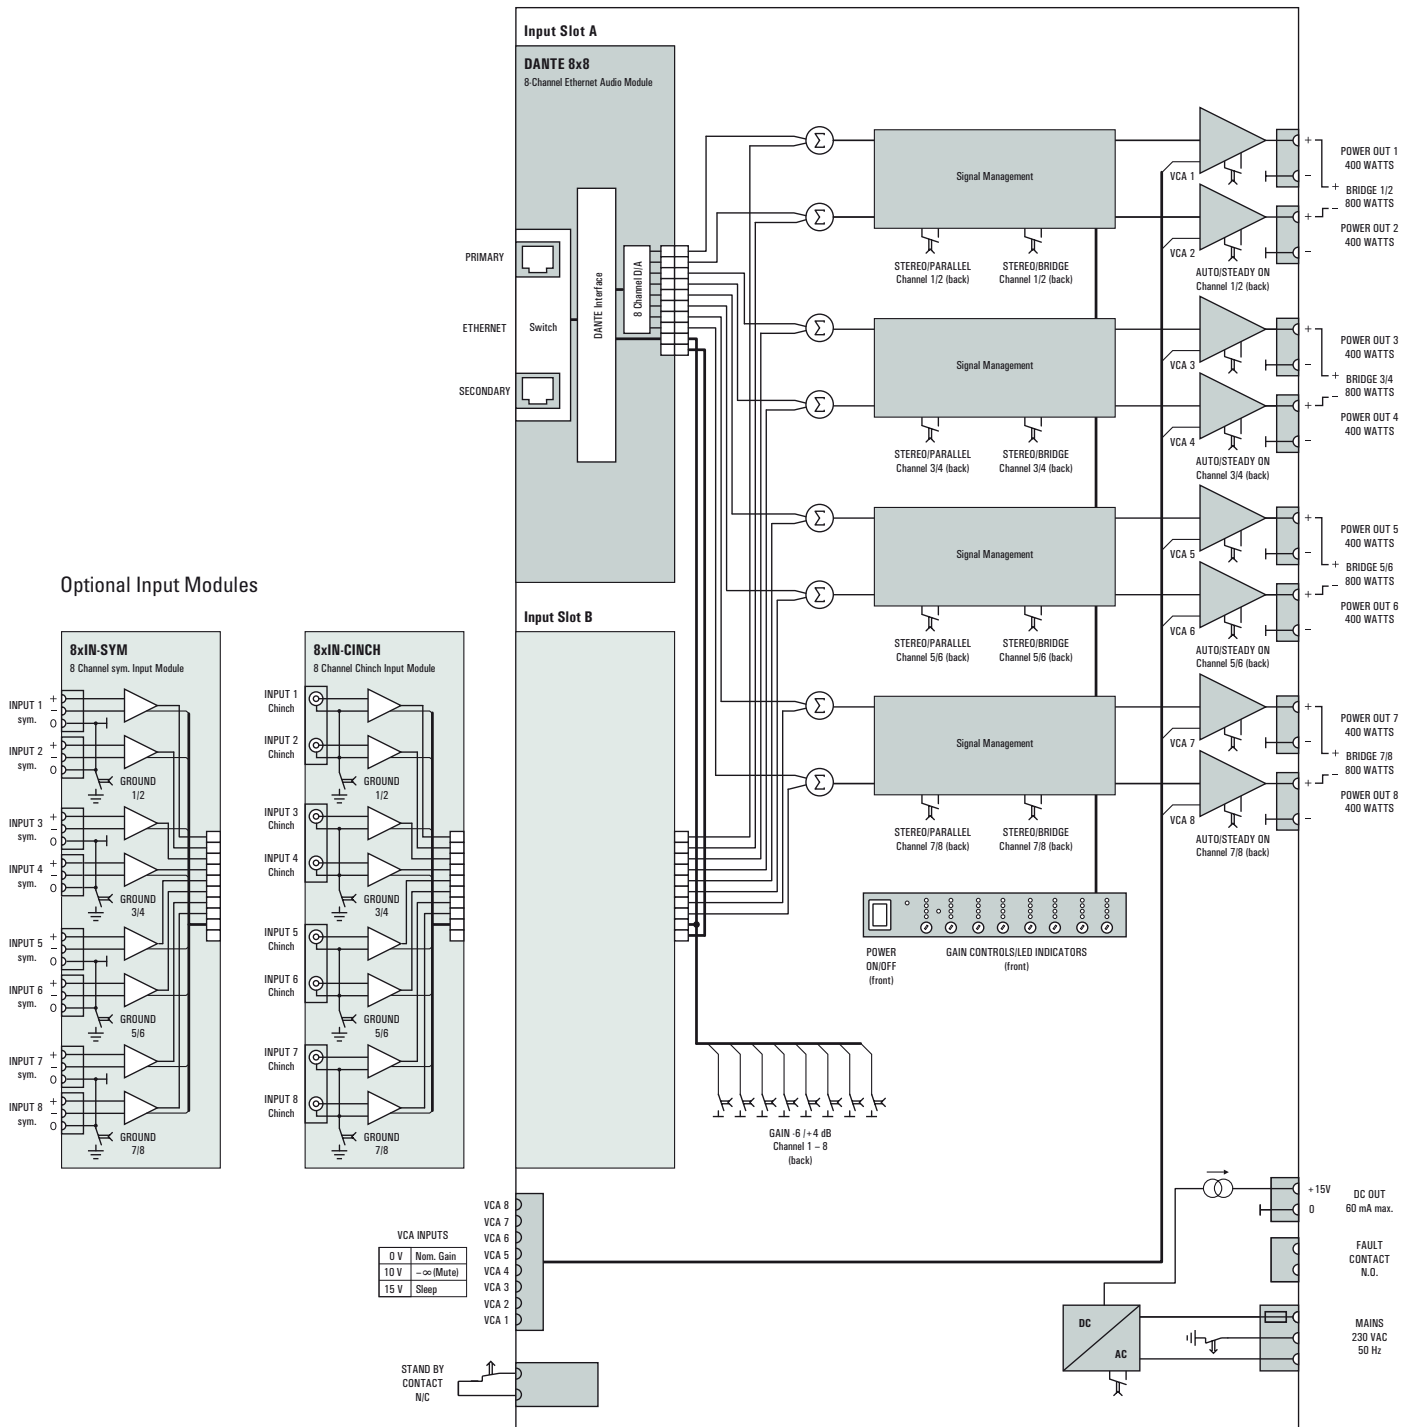 Input Slot A
DANTE 8x8
8-Channel Ethernet Audio Module
PRIMARY
ETHERNET
SECONDARY
Switch
DANTE Interface
8 Channel D/A
Σ
Σ
Signal Management
STEREO/PARALLEL
Channel 1/2 (back)
STEREO/BRIDGE
Channel 1/2 (back)
VCA 1
VCA 2
AUTO/STEADY ON
Channel 1/2 (back)
+
–
+
–
POWER OUT 1
400 WATTS
+ BRIDGE 1/2
– 800 WATTS
POWER OUT 2
400 WATTS
Σ
Σ
Signal Management
STEREO/PARALLEL
Channel 3/4 (back)
STEREO/BRIDGE
Channel 3/4 (back)
VCA 3
VCA 4
AUTO/STEADY ON
Channel 3/4 (back)
+
–
+
–
POWER OUT 3
400 WATTS
+ BRIDGE 3/4
– 800 WATTS
POWER OUT 4
400 WATTS
Σ
Σ
Signal Management
STEREO/PARALLEL
Channel 5/6 (back)
STEREO/BRIDGE
Channel 5/6 (back)
VCA 5
VCA 6
AUTO/STEADY ON
Channel 5/6 (back)
+
–
+
–
POWER OUT 5
400 WATTS
+ BRIDGE 5/6
– 800 WATTS
POWER OUT 6
400 WATTS
Σ
Σ
Signal Management
STEREO/PARALLEL
Channel 7/8 (back)
STEREO/BRIDGE
Channel 7/8 (back)
VCA 7
VCA 8
AUTO/STEADY ON
Channel 7/8 (back)
+
–
+
–
POWER OUT 7
400 WATTS
+ BRIDGE 7/8
– 800 WATTS
POWER OUT 8
400 WATTS
Optional Input Modules
8xIN-SYM
8 Channel sym. Input Module
INPUT 1
sym.
+
–
0
INPUT 2
sym.
+
–
0
GROUND
1/2
INPUT 3
sym.
+
–
0
INPUT 4
sym.
+
–
0
GROUND
3/4
INPUT 5
sym.
+
–
0
INPUT 6
sym.
+
–
0
GROUND
5/6
INPUT 7
sym.
+
–
0
INPUT 8
sym.
+
–
0
GROUND
7/8
8xIN-CINCH
8 Channel Chinch Input Module
INPUT 1
Chinch
INPUT 2
Chinch
GROUND
1/2
INPUT 3
Chinch
INPUT 4
Chinch
GROUND
3/4
INPUT 5
Chinch
INPUT 6
Chinch
GROUND
5/6
INPUT 7
Chinch
INPUT 8
Chinch
GROUND
7/8
Input Slot B
POWER
ON/OFF
(front)
GAIN CONTROLS/LED INDICATORS
(front)
GAIN -6 /+4 dB
Channel 1 – 8
(back)
VCA INPUTS
0 V Nom. Gain
10 V –∞(Mute)
15 V Sleep
VCA 8
VCA 7
VCA 6
VCA 5
VCA 4
VCA 3
VCA 2
VCA 1
STAND BY
CONTACT
N/C
+15V
0
DC OUT
60 mA max.
FAULT
CONTACT
N.O.
DC
AC
MAINS
230 VAC
50 Hz